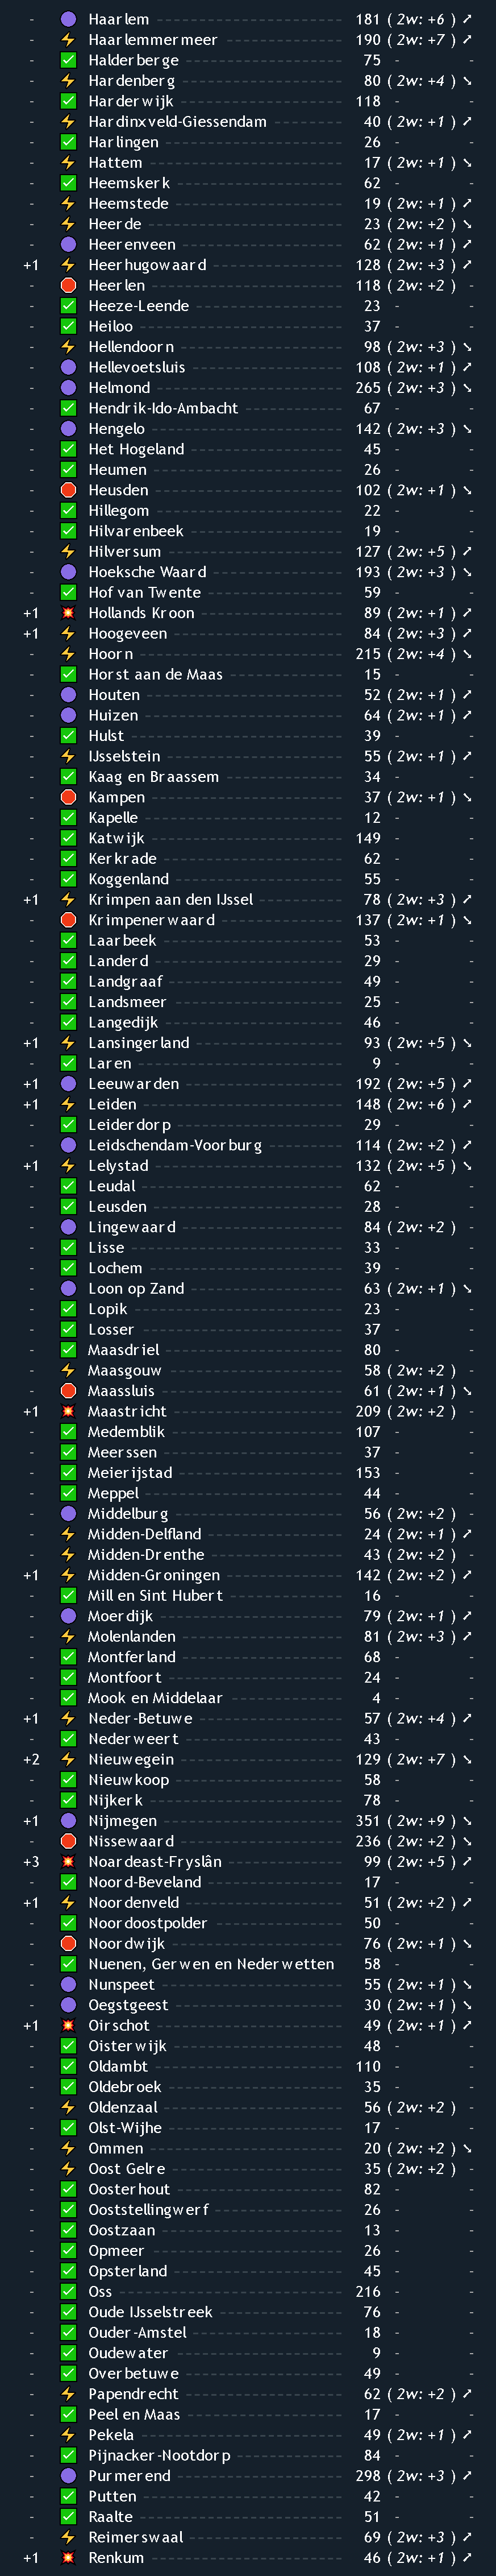 - Haarlem 181 ( 2w: +6 ) ↗
- Haarlemmermeer 190 ( 2w: +7 ) ↗
- Halderberge 75 - -
- Hardenberg 80 ( 2w: +4 ) ↘
- Harderwijk 118 - -
- Hardinxveld-Giessendam 40 ( 2w: +1 ) ↗
- Harlingen 26 - -
- Hattem 17 ( 2w: +1 ) ↘
- Heemskerk 62 - -
- Heemstede 19 ( 2w: +1 ) ↗
- Heerde 23 ( 2w: +2 ) ↘
- Heerenveen 62 ( 2w: +1 ) ↗
+1 Heerhugowaard 128 ( 2w: +3 ) ↗
- Heerlen 118 ( 2w: +2 ) -
- Heeze-Leende 23 - -
- Heiloo 37 - -
- Hellendoorn 98 ( 2w: +3 ) ↘
- Hellevoetsluis 108 ( 2w: +1 ) ↗
- Helmond 265 ( 2w: +3 ) ↘
- Hendrik-Ido-Ambacht 67 - -
- Hengelo 142 ( 2w: +3 ) ↘
- Het Hogeland 45 - -
- Heumen 26 - -
- Heusden 102 ( 2w: +1 ) ↘
- Hillegom 22 - -
- Hilvarenbeek 19 - -
- Hilversum 127 ( 2w: +5 ) ↗
- Hoeksche Waard 193 ( 2w: +3 ) ↘
- Hof van Twente 59 - -
+1 Hollands Kroon 89 ( 2w: +1 ) ↗
+1 Hoogeveen 84 ( 2w: +3 ) ↗
- Hoorn 215 ( 2w: +4 ) ↘
- Horst aan de Maas 15 - -
- Houten 52 ( 2w: +1 ) ↗
- Huizen 64 ( 2w: +1 ) ↗
- Hulst 39 - -
- IJsselstein 55 ( 2w: +1 ) ↗
- Kaag en Braassem 34 - -
- Kampen 37 ( 2w: +1 ) ↘
- Kapelle 12 - -
- Katwijk 149 - -
- Kerkrade 62 - -
- Koggenland 55 - -
+1 Krimpen aan den IJssel 78 ( 2w: +3 ) ↗
- Krimpenerwaard 137 ( 2w: +1 ) ↘
- Laarbeek 53 - -
- Landerd 29 - -
- Landgraaf 49 - -
- Landsmeer 25 - -
- Langedijk 46 - -
+1 Lansingerland 93 ( 2w: +5 ) ↘
- Laren 9 - -
+1 Leeuwarden 192 ( 2w: +5 ) ↗
+1 Leiden 148 ( 2w: +6 ) ↗
- Leiderdorp 29 - -
- Leidschendam-Voorburg 114 ( 2w: +2 ) ↗
+1 Lelystad 132 ( 2w: +5 ) ↘
- Leudal 62 - -
- Leusden 28 - -
- Lingewaard 84 ( 2w: +2 ) -
- Lisse 33 - -
- Lochem 39 - -
- Loon op Zand 63 ( 2w: +1 ) ↘
- Lopik 23 - -
- Losser 37 - -
- Maasdriel 80 - -
- Maasgouw 58 ( 2w: +2 ) -
- Maassluis 61 ( 2w: +1 ) ↘
+1 Maastricht 209 ( 2w: +2 ) -
- Medemblik 107 - -
- Meerssen 37 - -
- Meierijstad 153 - -
- Meppel 44 - -
- Middelburg 56 ( 2w: +2 ) -
- Midden-Delfland 24 ( 2w: +1 ) ↗
- Midden-Drenthe 43 ( 2w: +2 ) -
+1 Midden-Groningen 142 ( 2w: +2 ) ↗
- Mill en Sint Hubert 16 - -
- Moerdijk 79 ( 2w: +1 ) ↗
- Molenlanden 81 ( 2w: +3 ) ↗
- Montferland 68 - -
- Montfoort 24 - -
- Mook en Middelaar 4 - -
+1 Neder-Betuwe 57 ( 2w: +4 ) ↗
- Nederweert 43 - -
+2 Nieuwegein 129 ( 2w: +7 ) ↘
- Nieuwkoop 58 - -
- Nijkerk 78 - -
+1 Nijmegen 351 ( 2w: +9 ) ↘
- Nissewaard 236 ( 2w: +2 ) ↘
+3 Noardeast-Fryslân 99 ( 2w: +5 ) ↗
- Noord-Beveland 17 - -
+1 Noordenveld 51 ( 2w: +2 ) ↗
- Noordoostpolder 50 - -
- Noordwijk 76 ( 2w: +1 ) ↘
- Nuenen, Gerwen en Nederwetten 58 - -
- Nunspeet 55 ( 2w: +1 ) ↘
- Oegstgeest 30 ( 2w: +1 ) ↘
+1 Oirschot 49 ( 2w: +1 ) ↗
- Oisterwijk 48 - -
- Oldambt 110 - -
- Oldebroek 35 - -
- Oldenzaal 56 ( 2w: +2 ) -
- Olst-Wijhe 17 - -
- Ommen 20 ( 2w: +2 ) ↘
- Oost Gelre 35 ( 2w: +2 ) -
- Oosterhout 82 - -
- Ooststellingwerf 26 - -
- Oostzaan 13 - -
- Opmeer 26 - -
- Opsterland 45 - -
- Oss 216 - -
- Oude IJsselstreek 76 - -
- Ouder-Amstel 18 - -
- Oudewater 9 - -
- Overbetuwe 49 - -
- Papendrecht 62 ( 2w: +2 ) ↗
- Peel en Maas 17 - -
- Pekela 49 ( 2w: +1 ) ↗
- Pijnacker-Nootdorp 84 - -
- Purmerend 298 ( 2w: +3 ) ↗
- Putten 42 - -
- Raalte 51 - -
- Reimerswaal 69 ( 2w: +3 ) ↗
+1 Renkum 46 ( 2w: +1 ) ↗